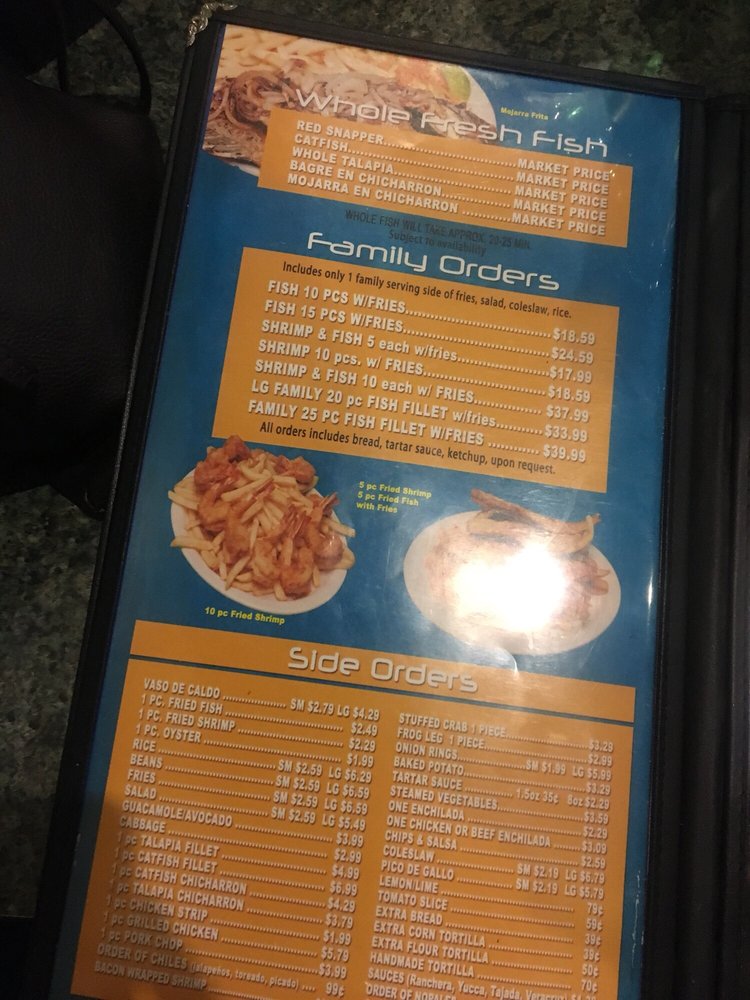 Mojarra Frita
Whole Fresh Fish
RED SNAPPER..................MARKET PRICE
CATFISH..................MARKET PRICE
WHOLE TALAPIA..................MARKET PRICE
BAGRE EN CHICHARRON..................MARKET PRICE
MOJARRA EN CHICHARRON ............MARKET PRICE
WHOLE FISH WILL TAKE APPROX. 20-25 MIN.
Subject to availability
Family Orders
Includes only 1 family serving side of fries, salad, coleslaw, rice.
FISH 10 PCS W/FRIES..................$18.59
FISH 15 PCS W/FRIES..................$24.59
SHRIMP & FISH 5 each w/fries..................$17.99
SHRIMP 10 pcs. w/ FRIES..................$18.59
SHRIMP & FISH 10 each w/ FRIES..................$37.99
LG FAMILY 20 pc FISH FILLET w/fries............$33.99
FAMILY 25 PC FISH FILLET W/FRIES ............ $39.99
All orders includes bread, tartar sauce, ketchup, upon request.
5 pc Fried Shrimp
5 pc Fried Fish
with Fries
10 pc Fried Shrimp
Side Orders
VASO DE CALDO .................. SM $2.79 LG $4.29
1 PC. FRIED FISH .................. $2.49
1 PC. FRIED SHRIMP .................. $2.29
1 PC. OYSTER .................. $1.99
RICE ..................SM $2.59 LG $6.29
BEANS ..................SM $2.59 LG $6.59
FRIES ..................SM $2.59 LG $6.59
SALAD ..................SM $2.59 LG $5.49
GUACAMOLE/AVOCADO..................$3.99
CABBAGE ..................$2.99
1 pc TALAPIA FILLET ..................$4.99
1 pc CATFISH FILLET ..................$6.99
1 pc CATFISH CHICHARRON ..................$4.29
1 pc TALAPIA CHICHARRON ..................$3.79
1 pc CHICKEN STRIP ..................$1.99
1 pc GRILLED CHICKEN ..................$5.79
1 pc PORK CHOP ..................$3.99
ORDER OF CHILES (jalapeños, toreado, picado) .... 99¢
BACON WRAPPED SHRIMP
STUFFED CRAB 1 PIECE..................$3.29
FROG LEG 1 PIECE..................$2.99
ONION RINGS..................SM $1.99 LG $5.99
BAKED POTATO..................$3.29
TARTAR SAUCE ............ 1.5oz 35¢ 8oz $2.29
STEAMED VEGETABLES..................$3.59
ONE ENCHILADA ..................$2.29
ONE CHICKEN OR BEEF ENCHILADA ............$3.09
CHIPS & SALSA ..................$2.59
COLESLAW ..................SM $2.19 LG $6.79
PICO DE GALLO ..................SM $2.19 LG $5.79
LEMON/LIME .................. 79¢
TOMATO SLICE .................. 59¢
EXTRA BREAD .................. 39¢
EXTRA CORN TORTILLA .................. 39¢
EXTRA FLOUR TORTILLA .................. 50¢
HANDMADE TORTILLA .................. 70¢
SAUCES (Ranchera, Yucca, Tajada, Veracruz
ORDER OF NOPALES